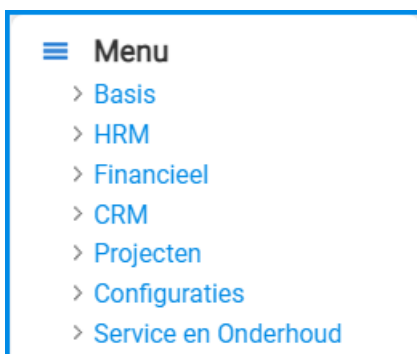 Menu
Basis
HRM
Financieel
CRM
Projecten
Configuraties
Service en Onderhoud